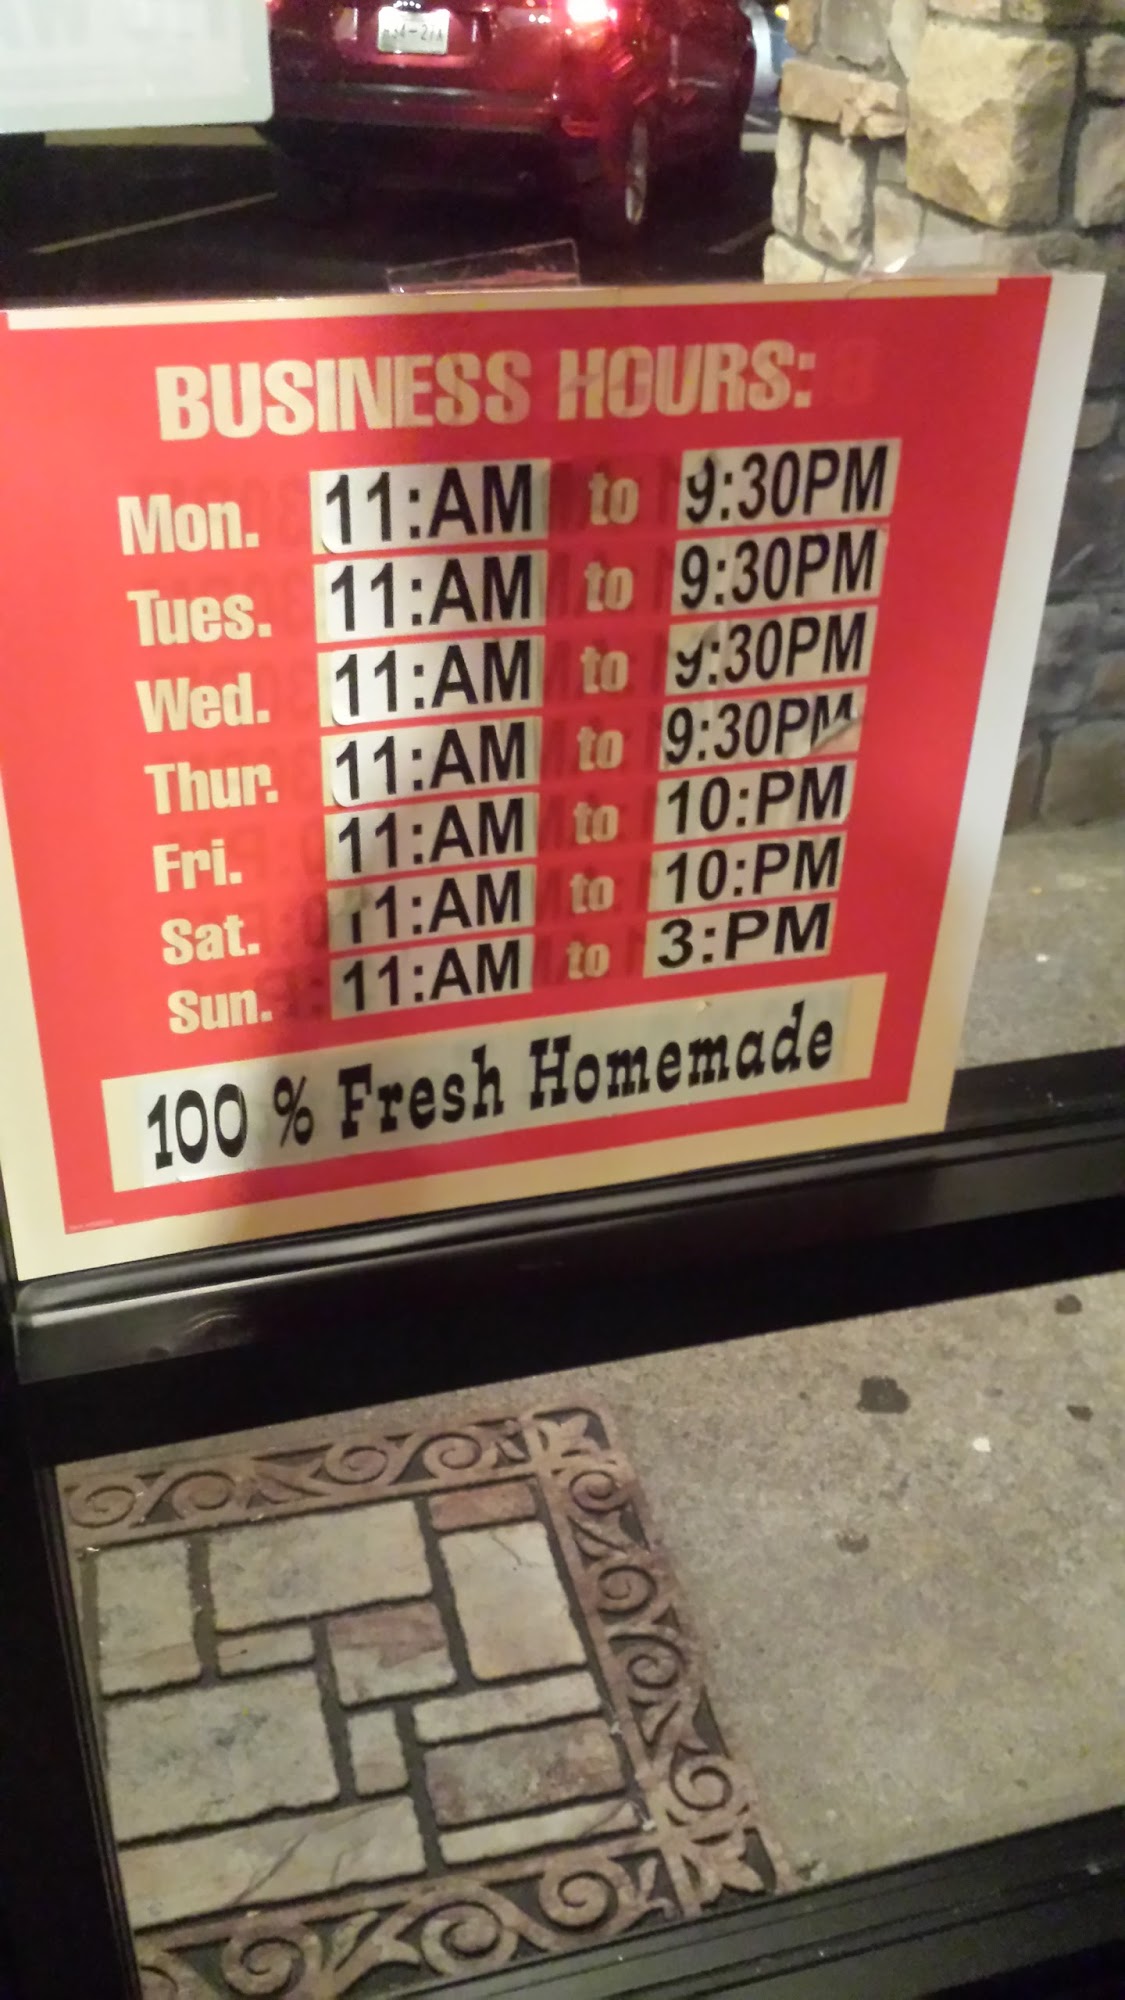 BUSINESS HOURS:
Mon. 11:AM to 9:30PM
Tues. 11:AM to 9:30PM
Wed. 11:AM to 9:30PM
Thur. 11:AM to 9:30PM
Fri. 11:AM to 10:PM
Sat. 11:AM to 10:PM
Sun. 11:AM to 3:PM
100 % Fresh Homemade